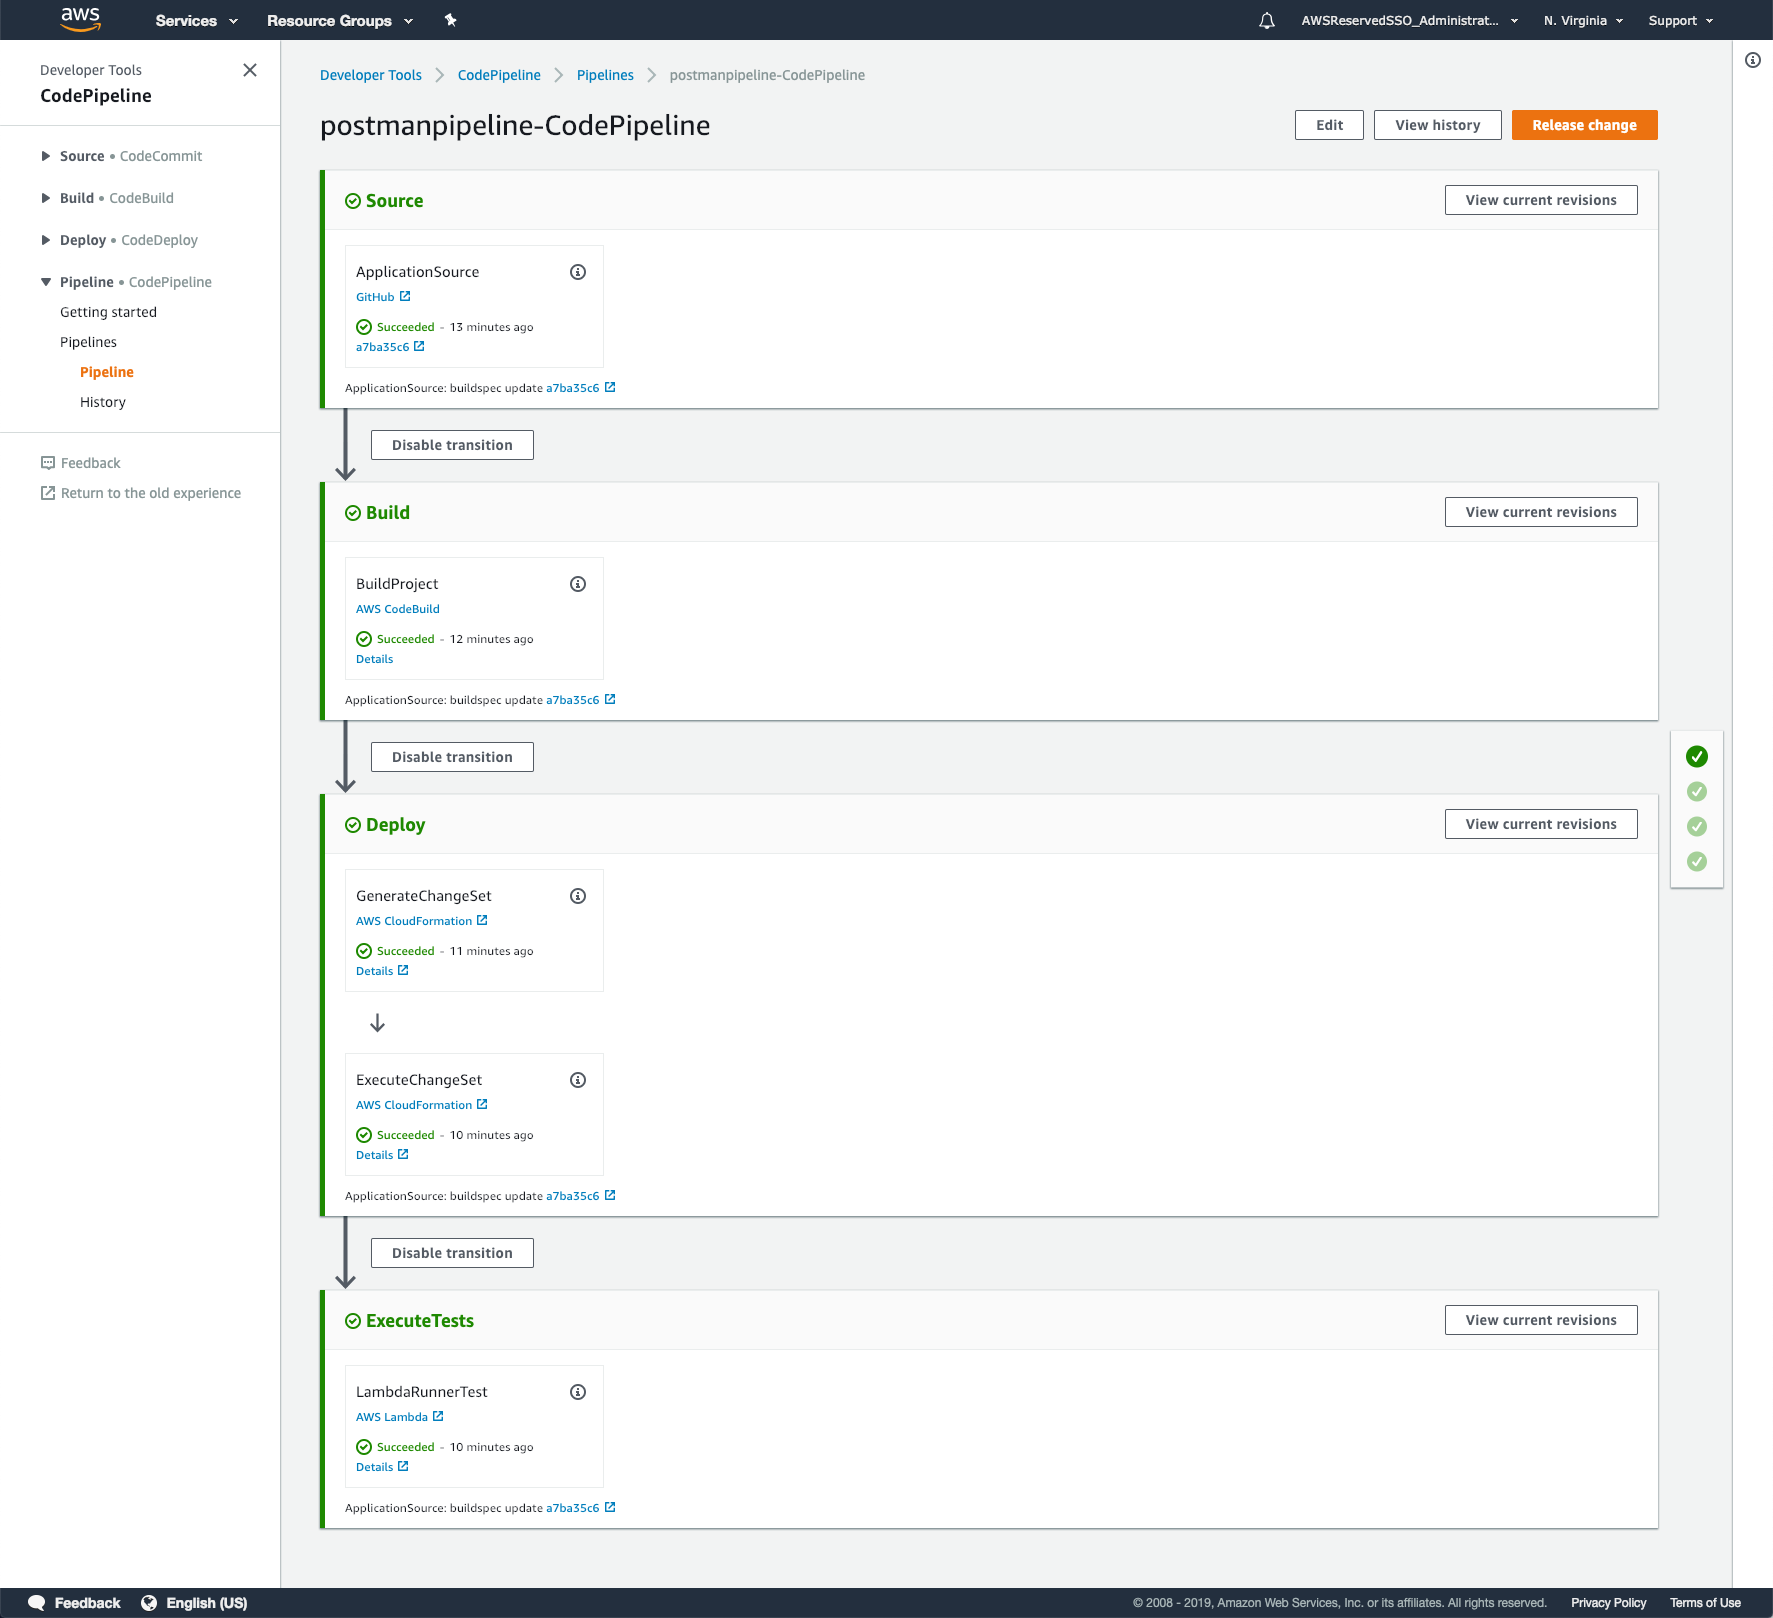 aws Services Resource Groups AWSReservedSSO_Administrat... N. Virginia Support
Developer Tools
CodePipeline
Source • CodeCommit
Build • CodeBuild
Deploy • CodeDeploy
Pipeline • CodePipeline
Getting started
Pipelines
Pipeline
History
Feedback
Return to the old experience
Developer Tools CodePipeline Pipelines postmanpipeline-CodePipeline
postmanpipeline-CodePipeline
Edit View history Release change
Source View current revisions
ApplicationSource
GitHub
Succeeded - 13 minutes ago
a7ba35c6
ApplicationSource: buildspec update a7ba35c6
Disable transition
Build View current revisions
BuildProject
AWS CodeBuild
Succeeded - 12 minutes ago
Details
ApplicationSource: buildspec update a7ba35c6
Disable transition
Deploy View current revisions
GenerateChangeSet
AWS CloudFormation
Succeeded - 11 minutes ago
Details
ExecuteChangeSet
AWS CloudFormation
Succeeded - 10 minutes ago
Details
ApplicationSource: buildspec update a7ba35c6
Disable transition
ExecuteTests View current revisions
LambdaRunnerTest
AWS Lambda
Succeeded - 10 minutes ago
Details
ApplicationSource: buildspec update a7ba35c6
Feedback English (US) © 2008 - 2019, Amazon Web Services, Inc. or its affiliates. All rights reserved. Privacy Policy Terms of Use